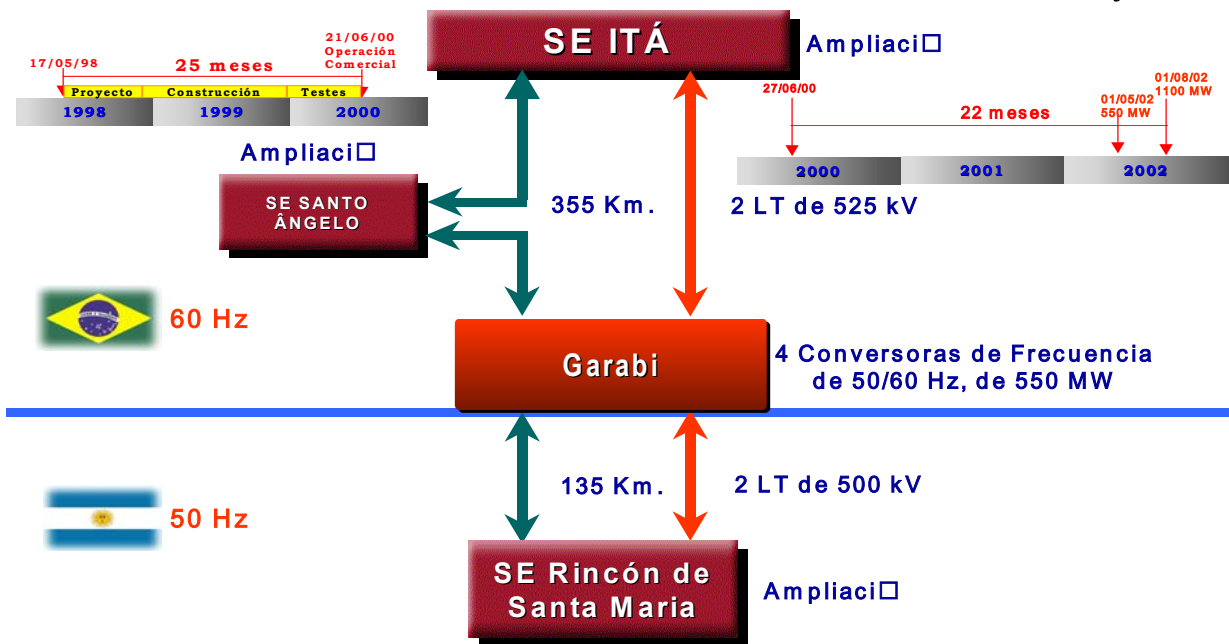 SE ITÁ
Ampliaci□
17/05/98
25 meses
21/06/00
Operación
Comercial
Proyecto
Construcción
Testes
1998
1999
2000
Ampliaci□
27/06/00
22 meses
01/05/02
550 MW
01/08/02
1100 MW
2000
2001
2002
SE SANTO
ÂNGELO
355 Km.
2 LT de 525 kV
60 Hz
Garabi
4 Conversoras de Frecuencia
de 50/60 Hz, de 550 MW
135 Km.
2 LT de 500 kV
50 Hz
SE Rincón de
Santa Maria
Ampliaci□